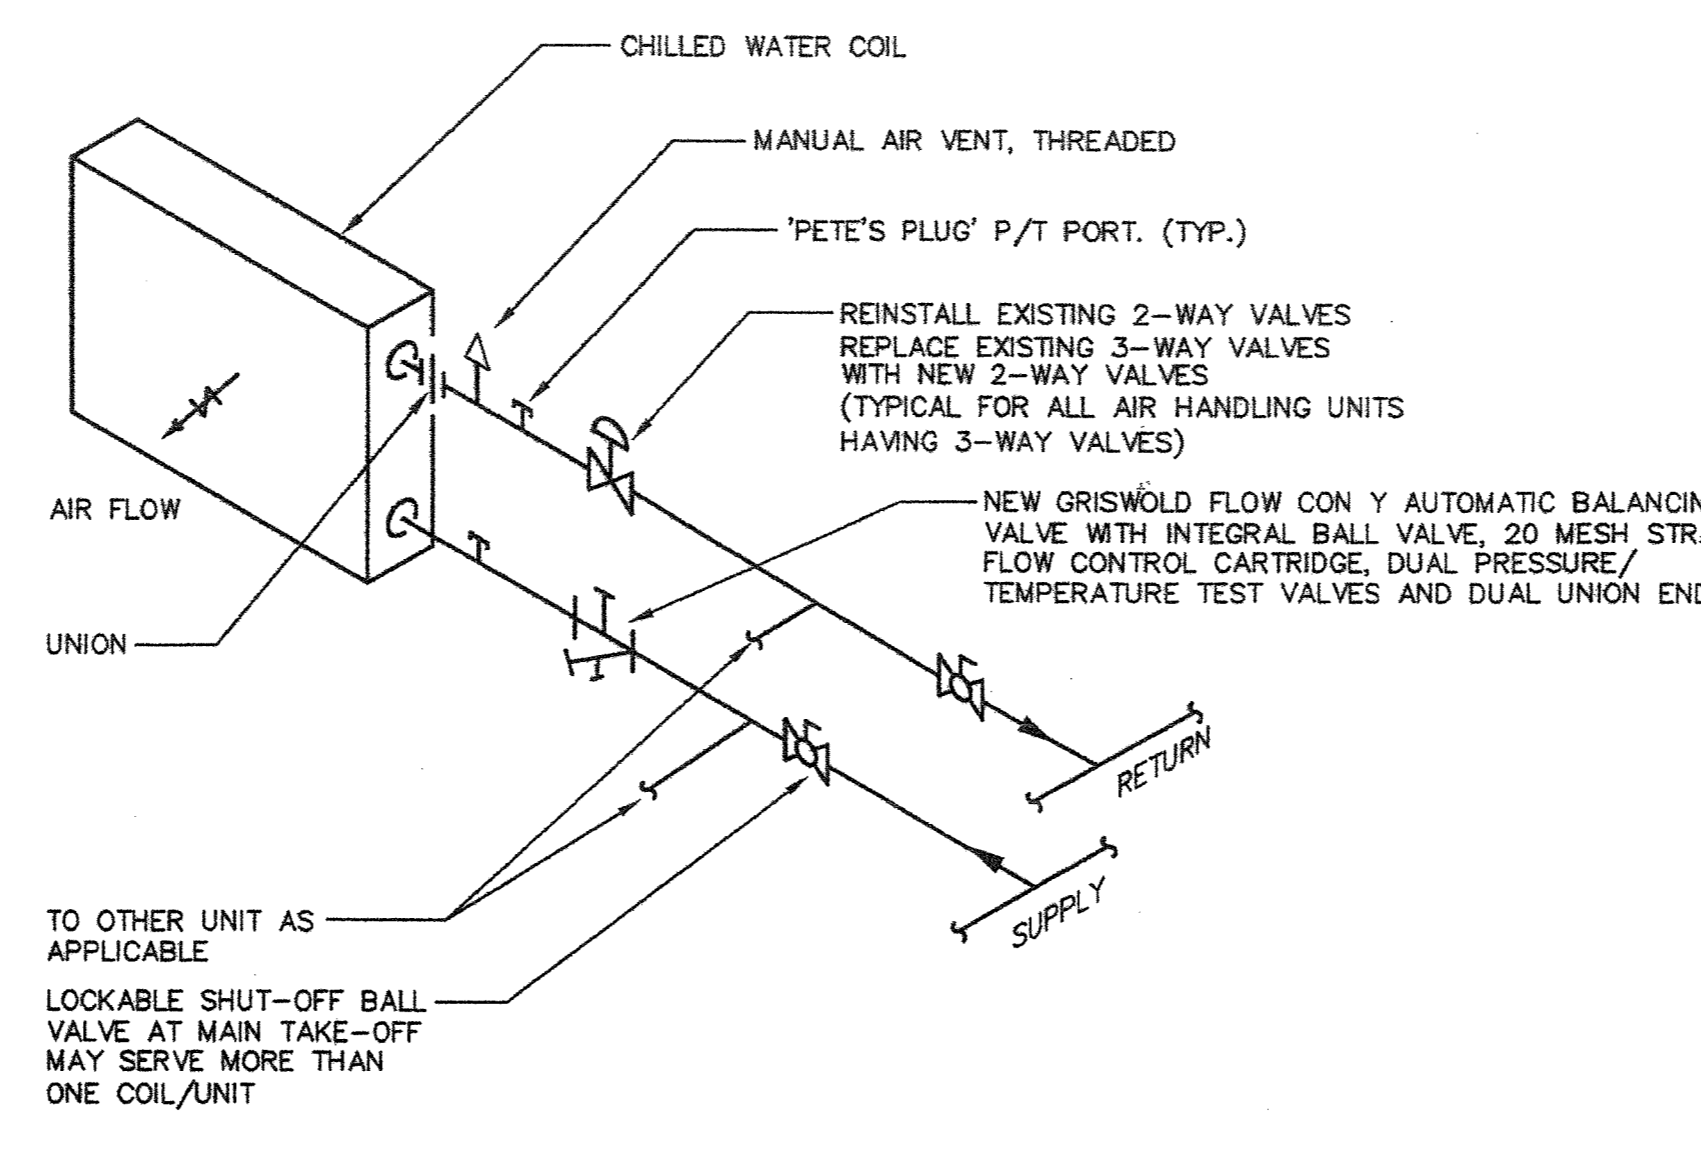 CHILLED WATER COIL
MANUAL AIR VENT, THREADED
'PETE'S PLUG' P/T PORT. (TYP.)
REINSTALL EXISTING 2-WAY VALVES
REPLACE EXISTING 3-WAY VALVES
WITH NEW 2-WAY VALVES
(TYPICAL FOR ALL AIR HANDLING UNITS
HAVING 3-WAY VALVES)
NEW GRISWOLD FLOW CON Y AUTOMATIC
VALVE WITH INTEGRAL BALL VALVE, 20 MESH
FLOW CONTROL CARTRIDGE, DUAL PRESSURE/
TEMPERATURE TEST VALVES AND DUAL UNION
AIR FLOW
UNION
RETURN
SUPPLY
TO OTHER UNIT AS
APPLICABLE
LOCKABLE SHUT-OFF BALL
VALVE AT MAIN TAKE-OFF
MAY SERVE MORE THAN
ONE COIL/UNIT